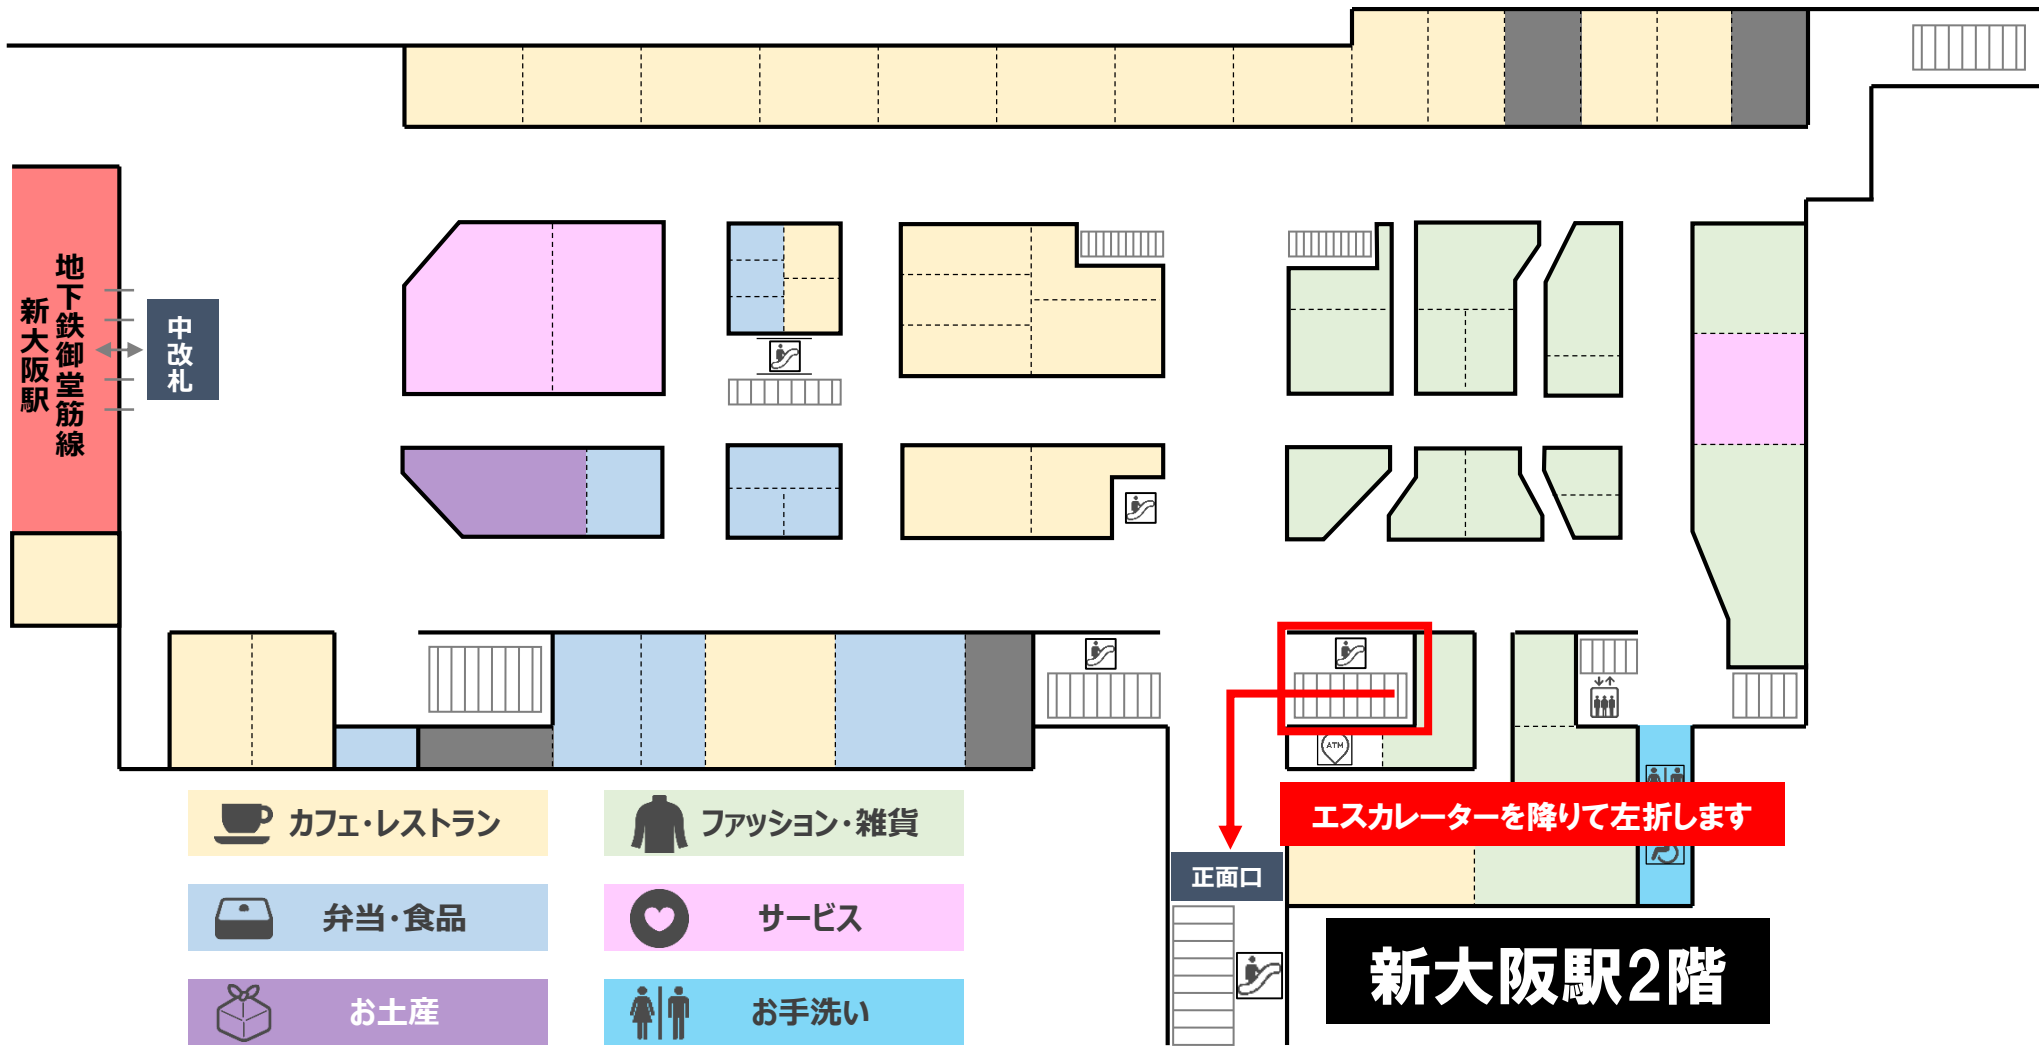 地下鉄御堂筋線
新大阪駅
中改札
ATM
エスカレーターを降りて左折します
正面口
カフェ・レストラン
ファッション・雑貨
弁当・食品
サービス
お土産
お手洗い
新大阪駅2階